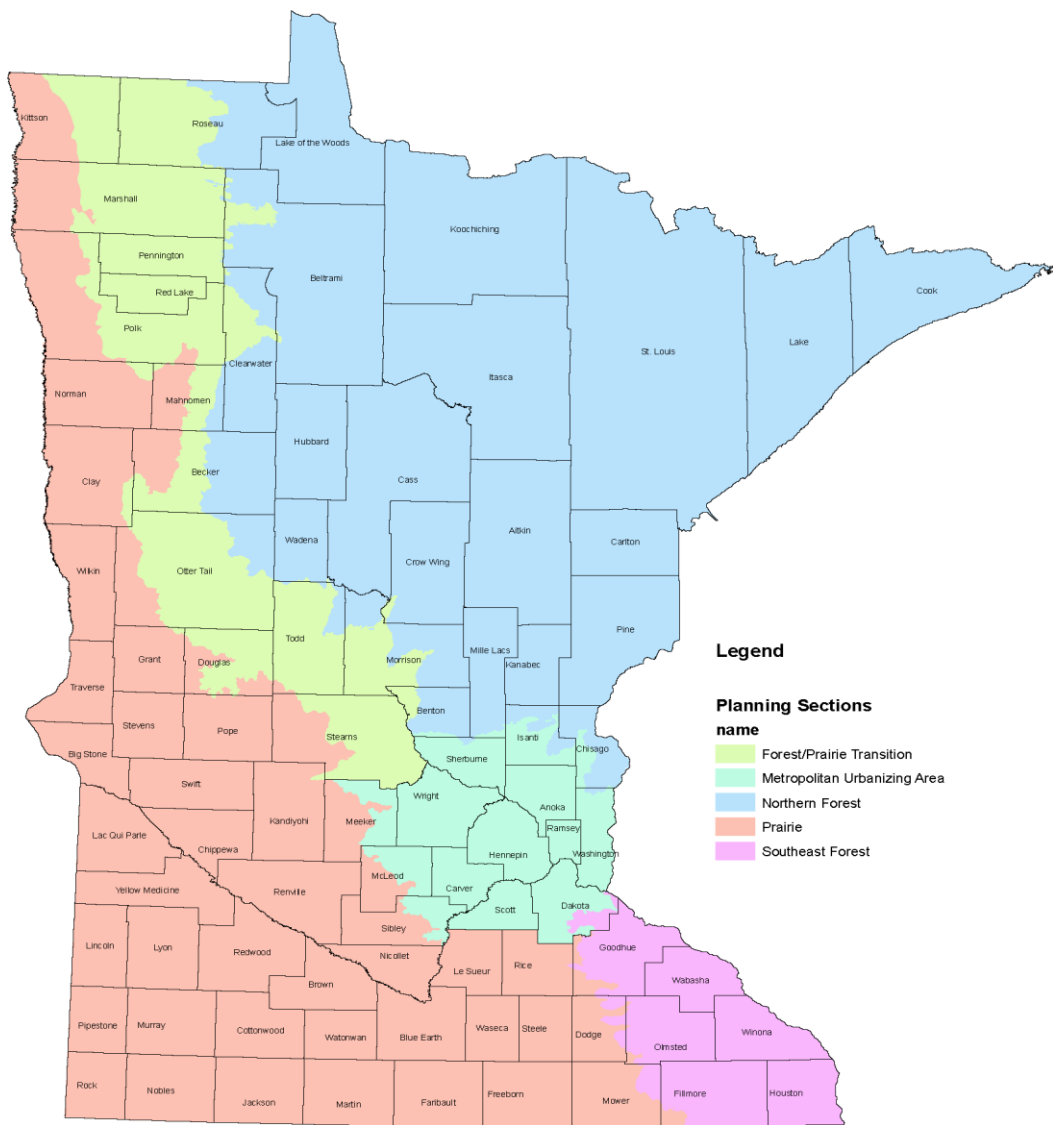 Kittson
Roseau
Lake of the Woods
Marshall
Koochiching
Pennington
Beltrami
Red Lake
Cook
Polk
St. Louis
Lake
Clearwater
Itasca
Norman
Mahnomen
Hubbard
Becker
Cass
Clay
Aitkin
Wadena
Carlton
Crow Wing
Wilkin
Otter Tail
Pine
Todd
Mille Lacs
Grant
Douglas
Morrison
Kanabec
Traverse
Benton
Stevens
Pope
Stearns
Isanti
Chisago
Big Stone
Sherburne
Swift
Wright
Anoka
Kandiyohi
Meeker
Ramsey
Lac Qui Parle
Chippewa
Hennepin
Washington
McLeod
Yellow Medicine
Renville
Carver
Scott
Dakota
Sibley
Lincoln
Lyon
Redwood
Nicollet
Goodhue
Le Sueur
Rice
Wabasha
Brown
Pipestone
Murray
Cottonwood
Watonwan
Blue Earth
Waseca
Steele
Dodge
Winona
Olmsted
Rock
Nobles
Jackson
Martin
Faribault
Freeborn
Mower
Fillmore
Houston
Legend
Planning Sections
name
Forest/Prairie Transition
Metropolitan Urbanizing Area
Northern Forest
Prairie
Southeast Forest